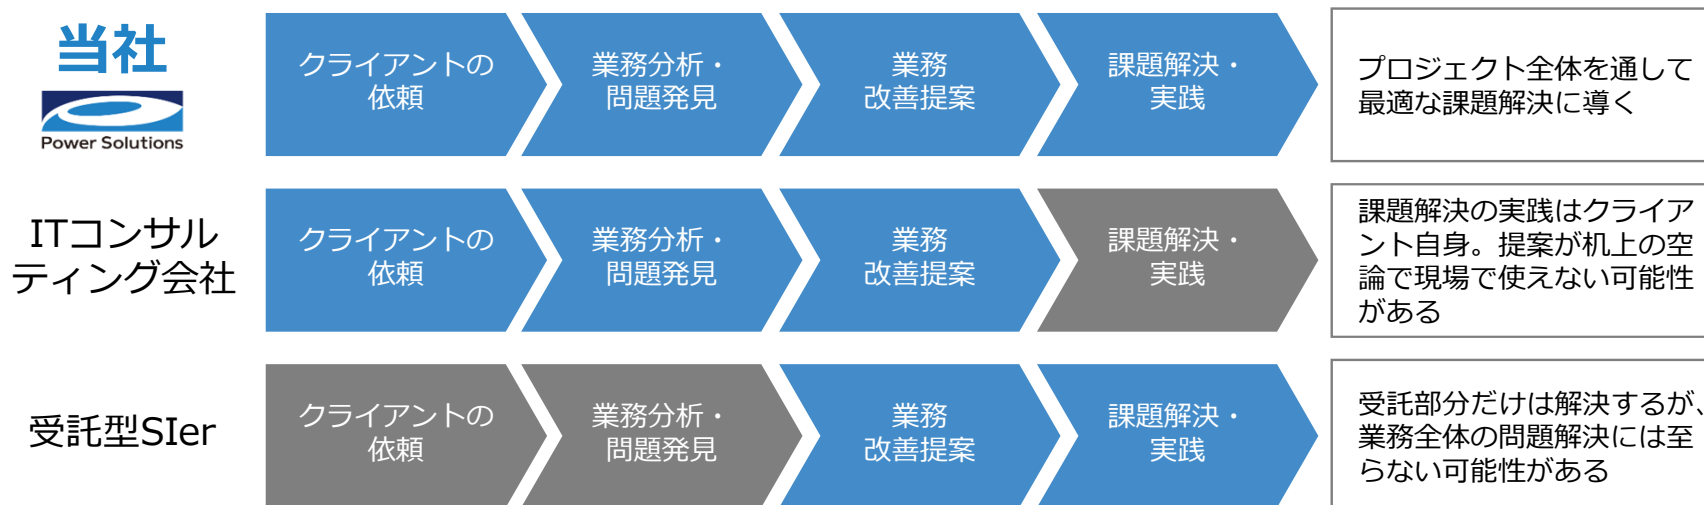 当社
Power Solutions
クライアントの
依頼
業務分析・
問題発見
業務
改善提案
課題解決・
実践
プロジェクト全体を通して
最適な課題解決に導く
ITコンサル
ティング会社
クライアントの
依頼
業務分析・
問題発見
業務
改善提案
課題解決・
実践
課題解決の実践はクライア
ント自身。提案が机上の空
論で現場で使えない可能性
がある
受託型SIer
クライアントの
依頼
業務分析・
問題発見
業務
改善提案
課題解決・
実践
受託部分だけは解決するが、
業務全体の問題解決には至
らない可能性がある